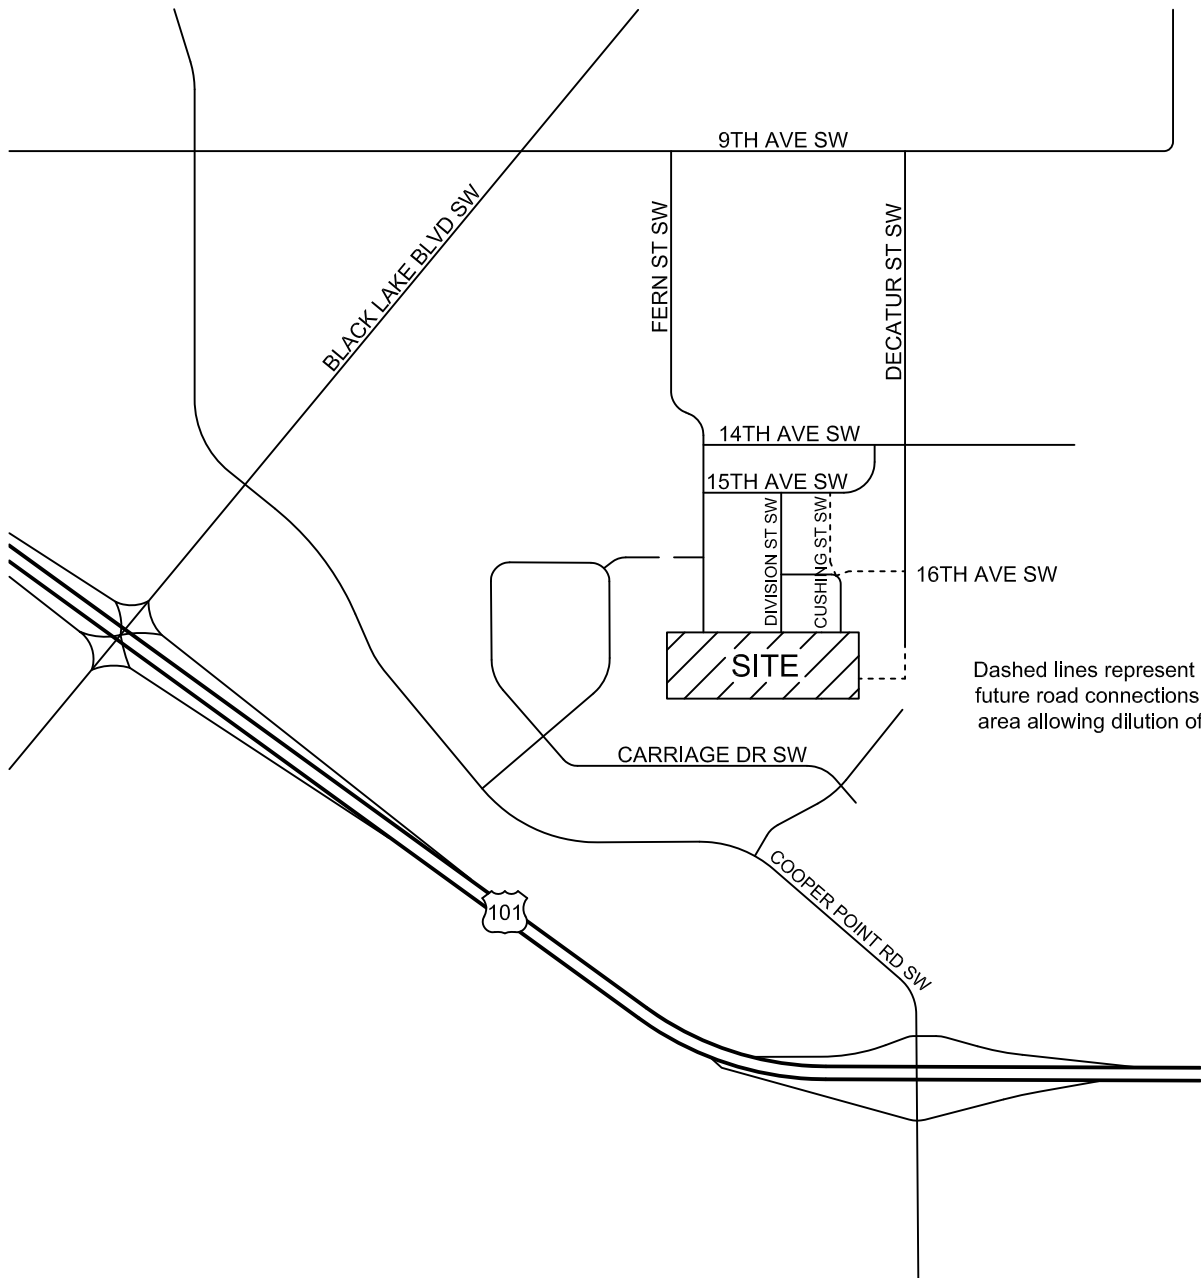 9TH AVE SW
BLACK LAKE BLVD SW
FERN ST SW
DECATUR ST SW
14TH AVE SW
15TH AVE SW
DIVISION ST SW
CUSHING ST SW
16TH AVE SW
SITE
Dashed lines represent
future road connections
area allowing dilution of
CARRIAGE DR SW
COOPER POINT RD SW
101